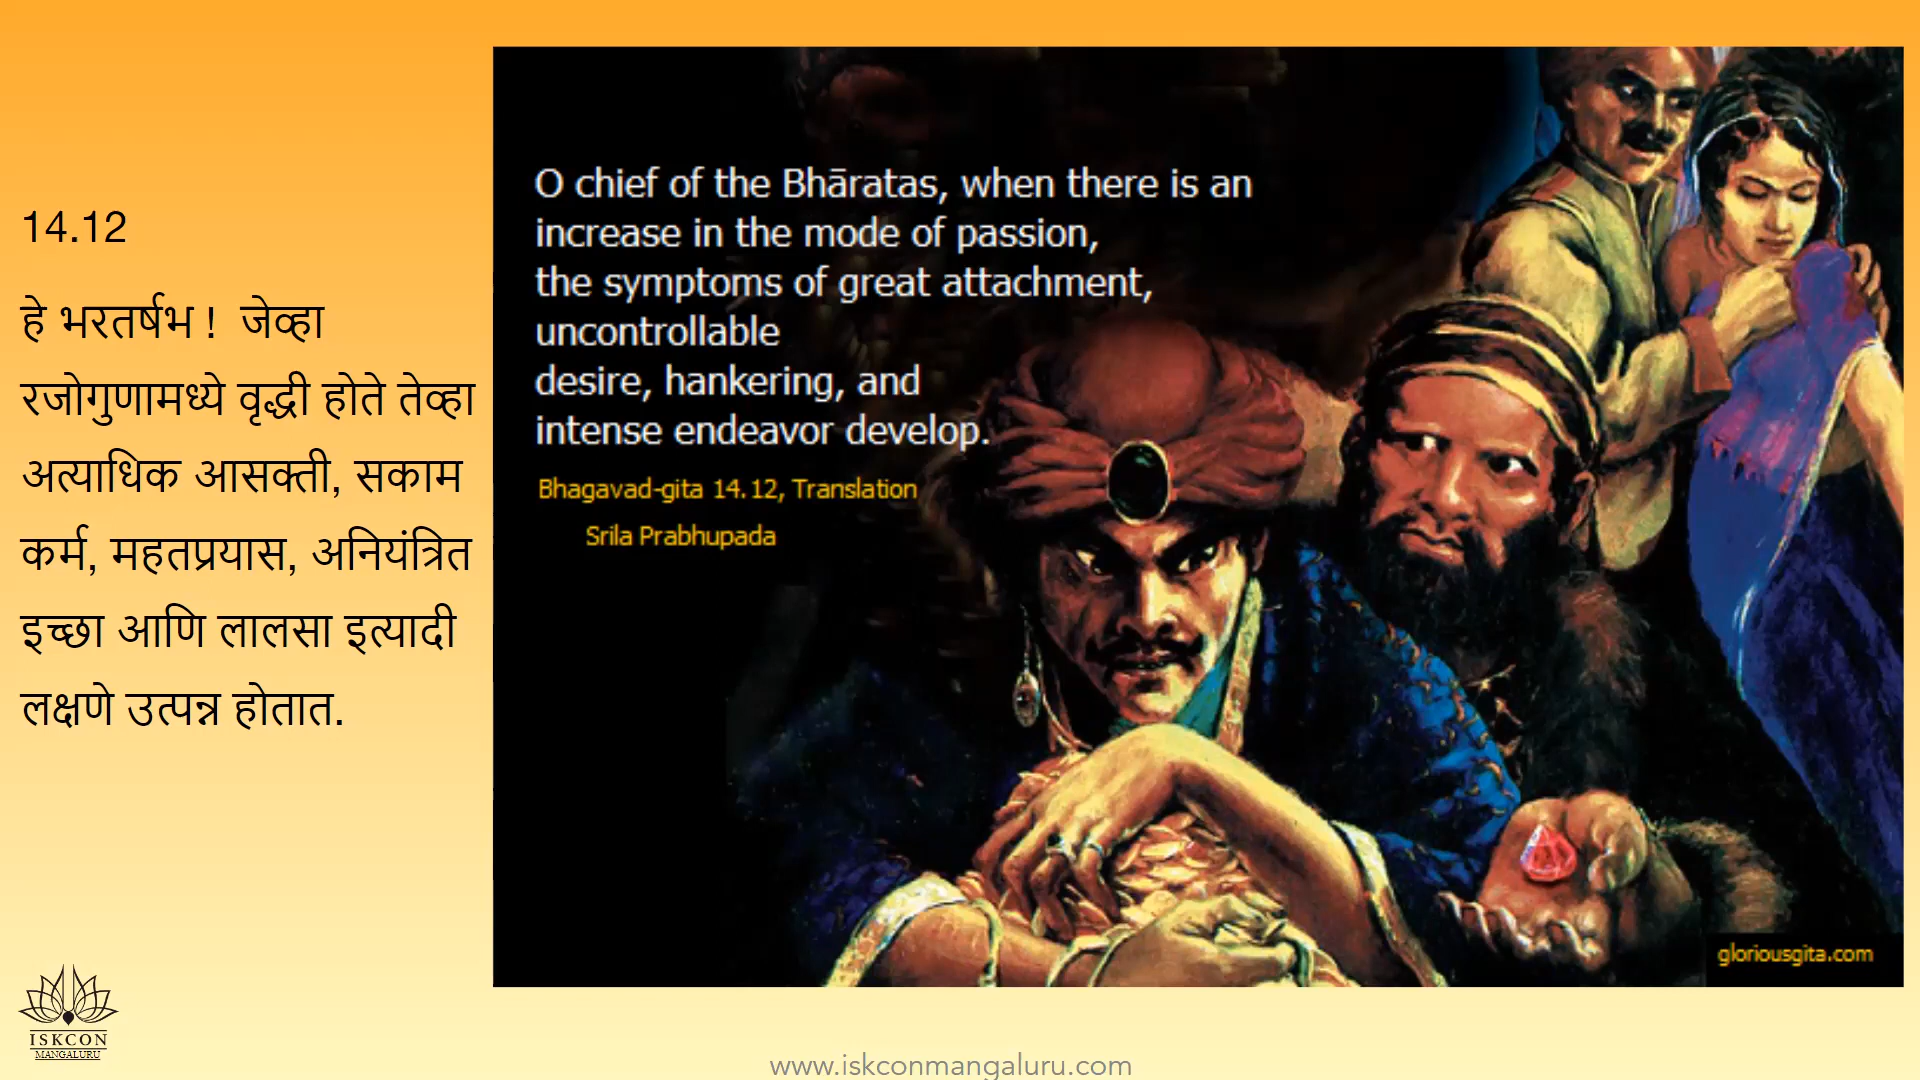 14.12
हे भरतर्षभ ! जेव्हा
रजोगुणामध्ये वृद्धी होते तेव्हा
अत्याधिक आसक्ती, सकाम
कर्म, महतप्रयास, अनियंत्रित
इच्छा आणि लालसा इत्यादी
लक्षणे उत्पन्न होतात.
O chief of the Bhāratas, when there is an
increase in the mode of passion,
the symptoms of great attachment,
uncontrollable
desire, hankering, and
intense endeavor develop.
Bhagavad-gita 14.12, Translation
Srila Prabhupada
gloriousgita.com
ISKCON
MANGALURU
www.iskconmangaluru.com